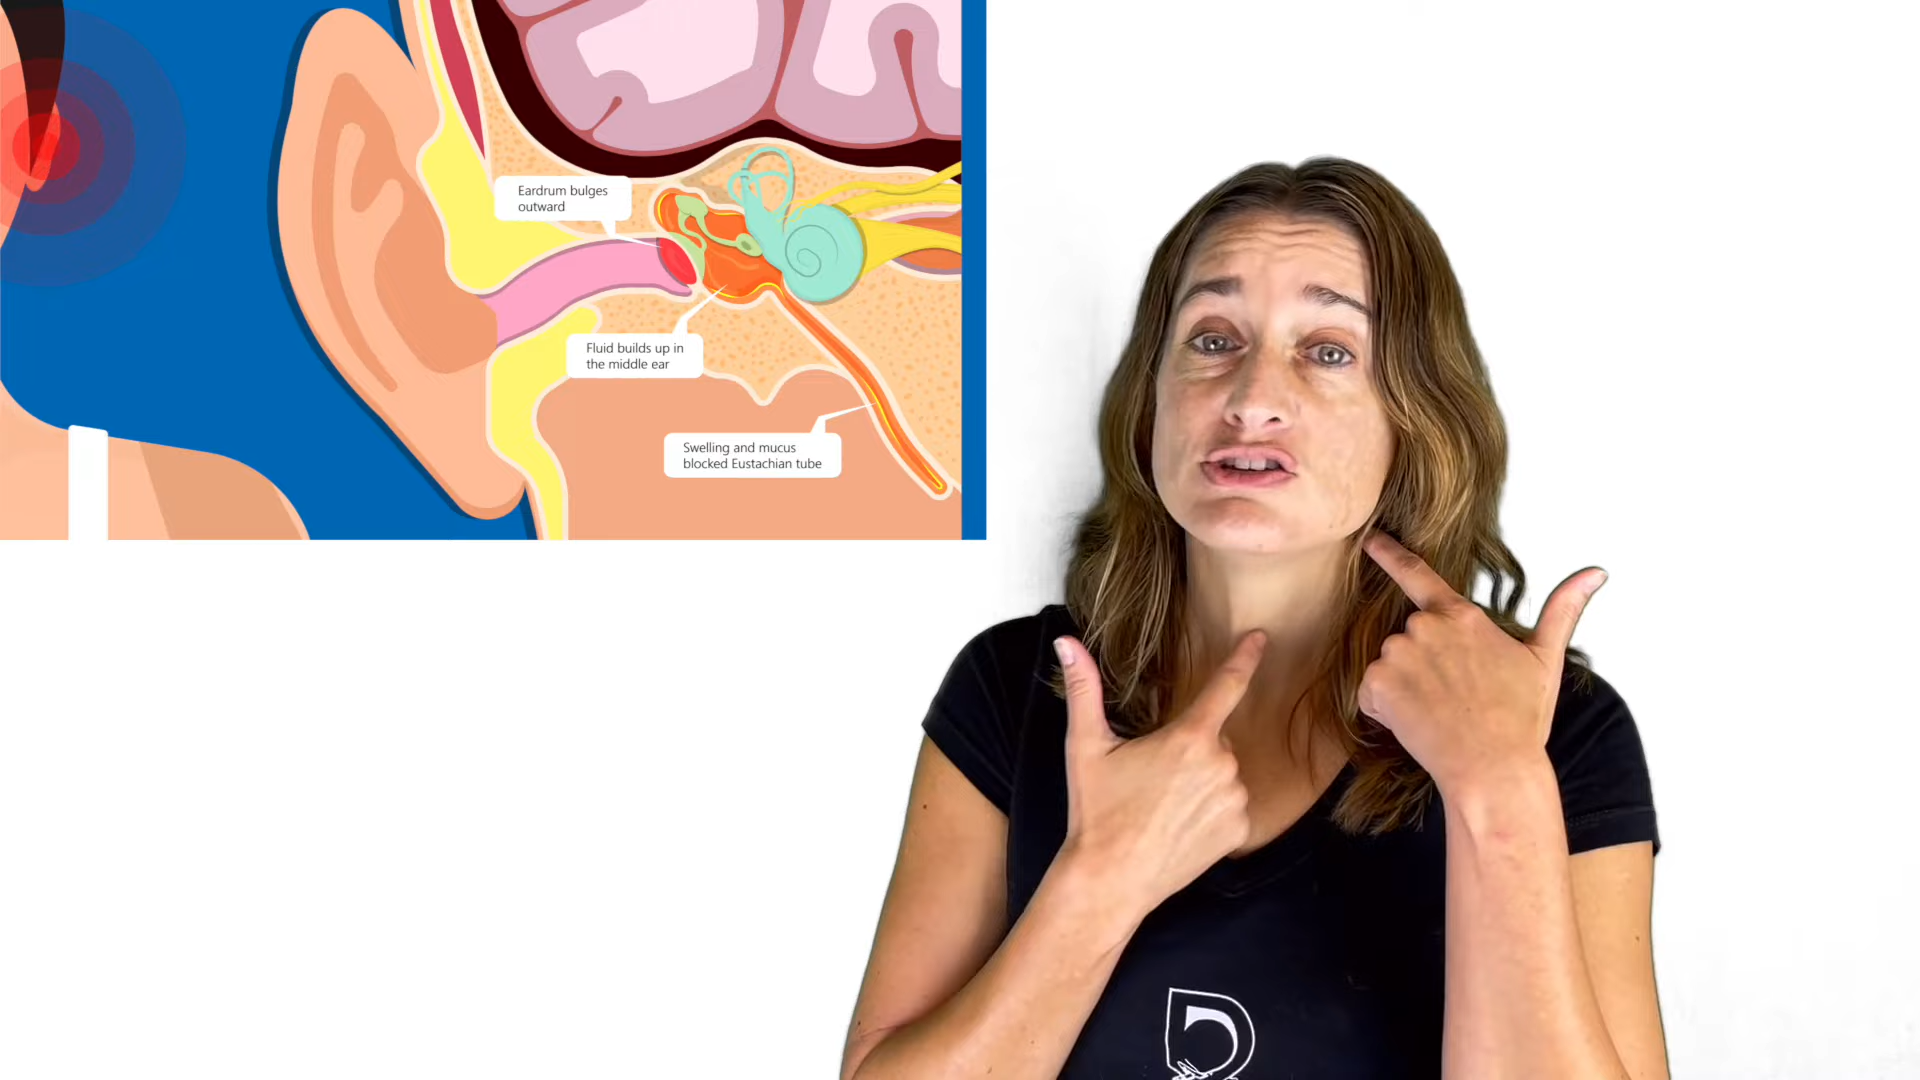 Eardrum bulges
outward
Fluid builds up in
the middle ear
Swelling and mucus
blocked Eustachian tube